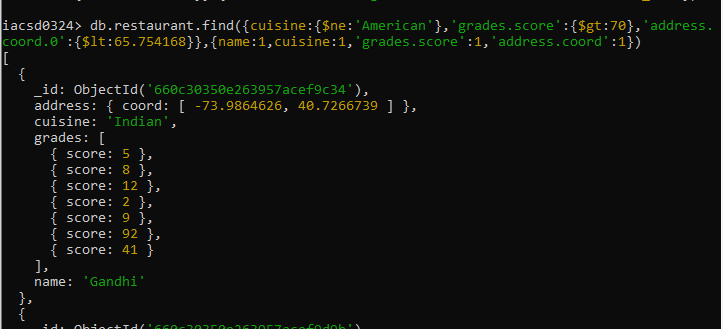 iacsd0324> db.restaurant.find({cuisine:{$ne:'American'},'grades.score':{$gt:70},'address.
coord.0':{$lt:65.754168}},{name:1,cuisine:1,'grades.score':1,'address.coord':1})
[
  {
    _id: ObjectId('660c30350e263957acef9c34'),
    address: { coord: [ -73.9864626, 40.7266739 ] },
    cuisine: 'Indian',
    grades: [
      { score: 5 },
      { score: 8 },
      { score: 12 },
      { score: 2 },
      { score: 9 },
      { score: 92 },
      { score: 41 }
    ],
    name: 'Gandhi'
  },
  {